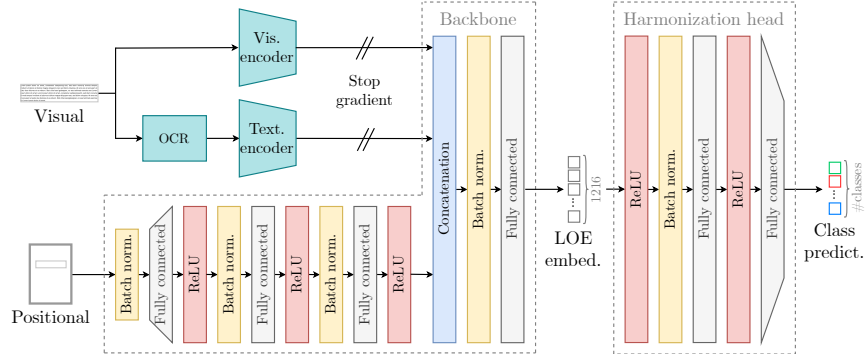 Backbone
Harmonization head
Vis.
encoder
Stop
gradient
Visual
OCR
Text.
encoder
Positional
Batch norm.
Fully connected
ReLU
Batch norm.
Fully connected
ReLU
Batch norm.
Fully connected
ReLU
Concatenation
Batch norm.
Fully connected
1216
LOE
embed.
ReLU
Batch norm.
Fully connected
ReLU
Fully connected
#classes
Class
predict.